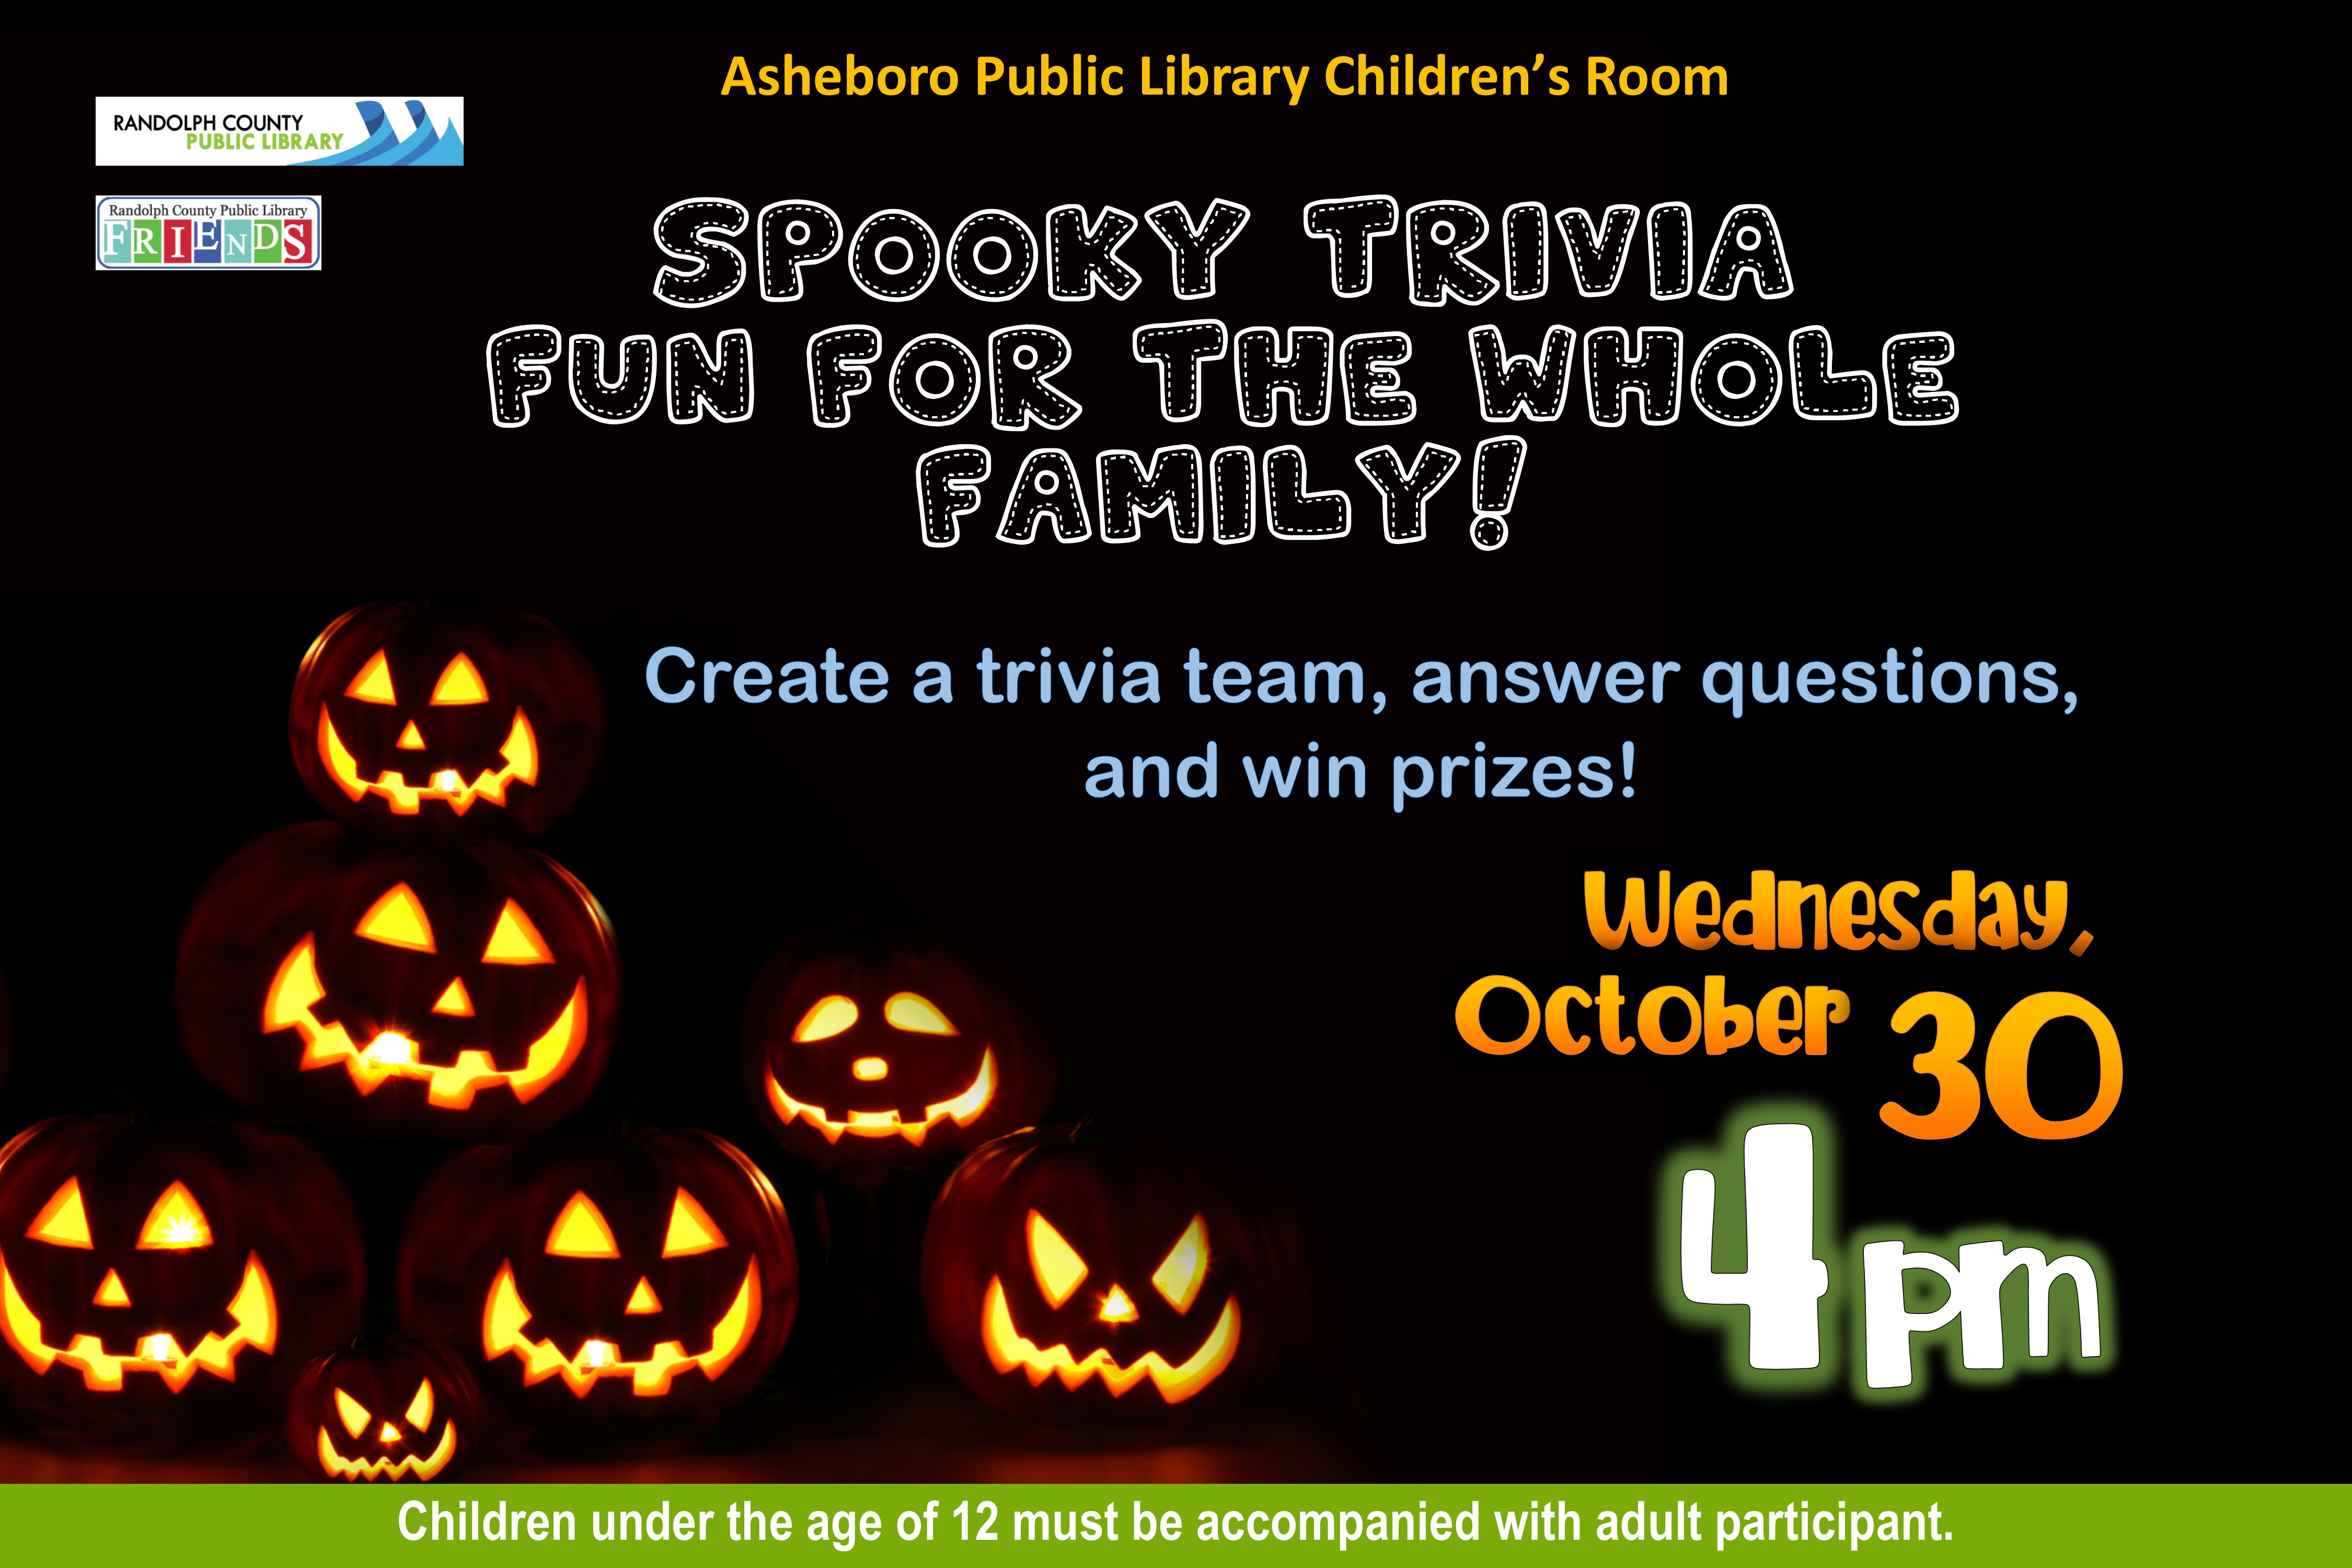 Asheboro Public Library Children’s Room
RANDOLPH COUNTY
PUBLIC LIBRARY
Randolph County Public Library
FRIENDS
SPOOKY TRIVIA
FUN FOR THE WHOLE
FAMILY!
Create a trivia team, answer questions,
and win prizes!
Wednesday,
October 30
4pm
Children under the age of 12 must be accompanied with adult participant.